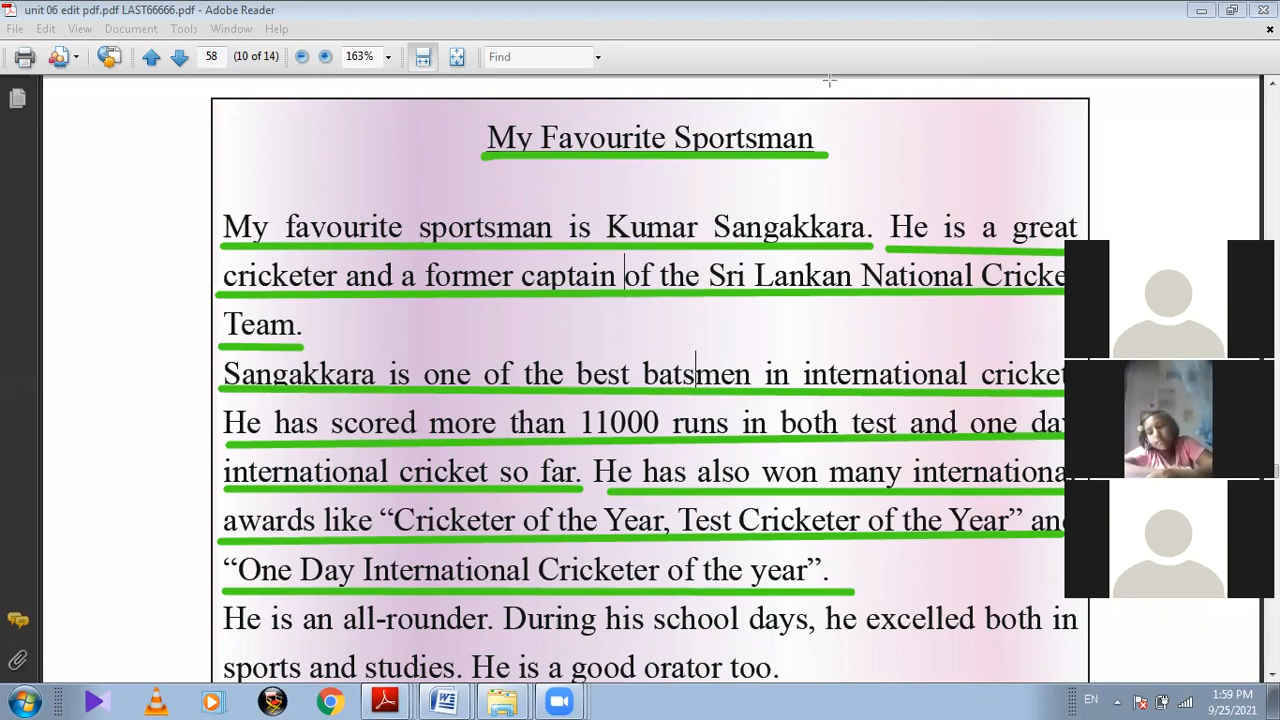 unit 06 edit pdf.pdf LAST66666.pdf - Adobe Reader
File Edit View Document Tools Window Help
58 (10 of 14) 163% Find
My Favourite Sportsman
My favourite sportsman is Kumar Sangakkara. He is a great
cricketer and a former captain of the Sri Lankan National Cricke
Team.
Sangakkara is one of the best batsmen in international cricket
He has scored more than 11000 runs in both test and one day
international cricket so far. He has also won many internationa
awards like “Cricketer of the Year, Test Cricketer of the Year” and
“One Day International Cricketer of the year”.
He is an all-rounder. During his school days, he excelled both in
sports and studies. He is a good orator too.
EN 1:59 PM
9/25/2021